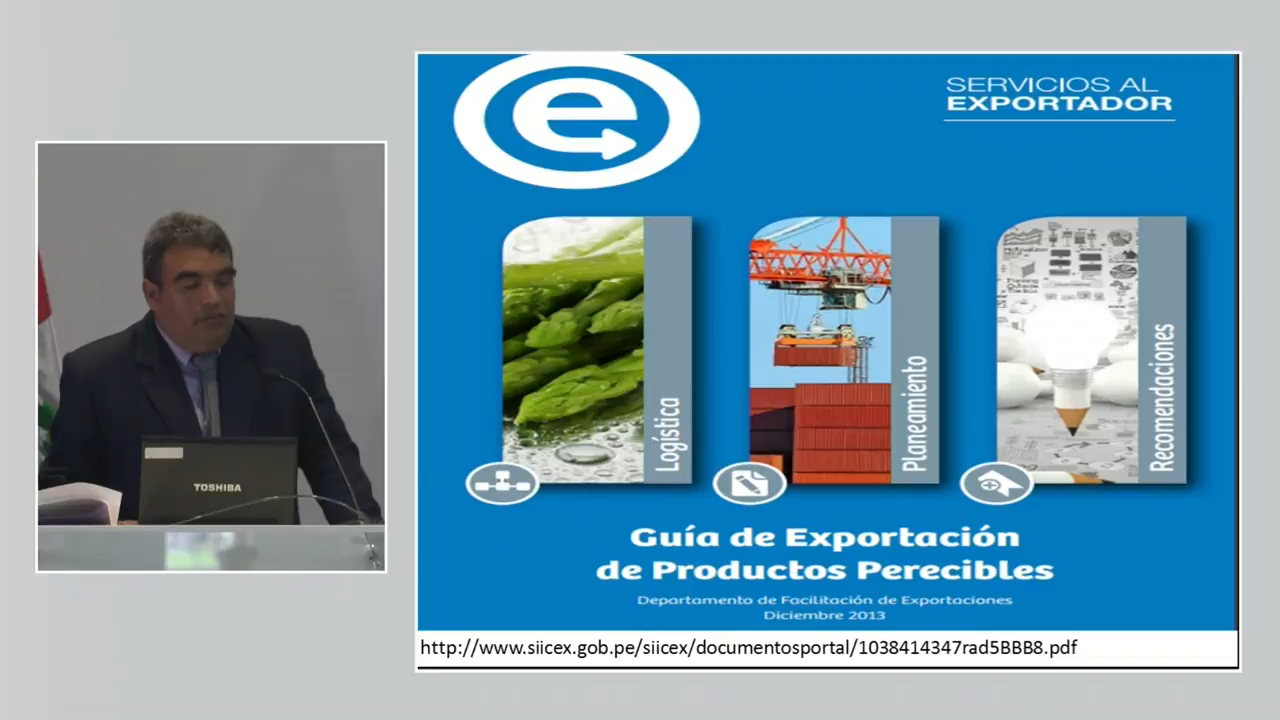 SERVICIOS AL
EXPORTADOR
Logística
Planeamiento
Recomendaciones
Guía de Exportación
de Productos Perecibles
Departamento de Facilitación de Exportaciones
Diciembre 2013
http://www.siicex.gob.pe/siicex/documentosportal/1038414347rad5BBB8.pdf
TOSHIBA